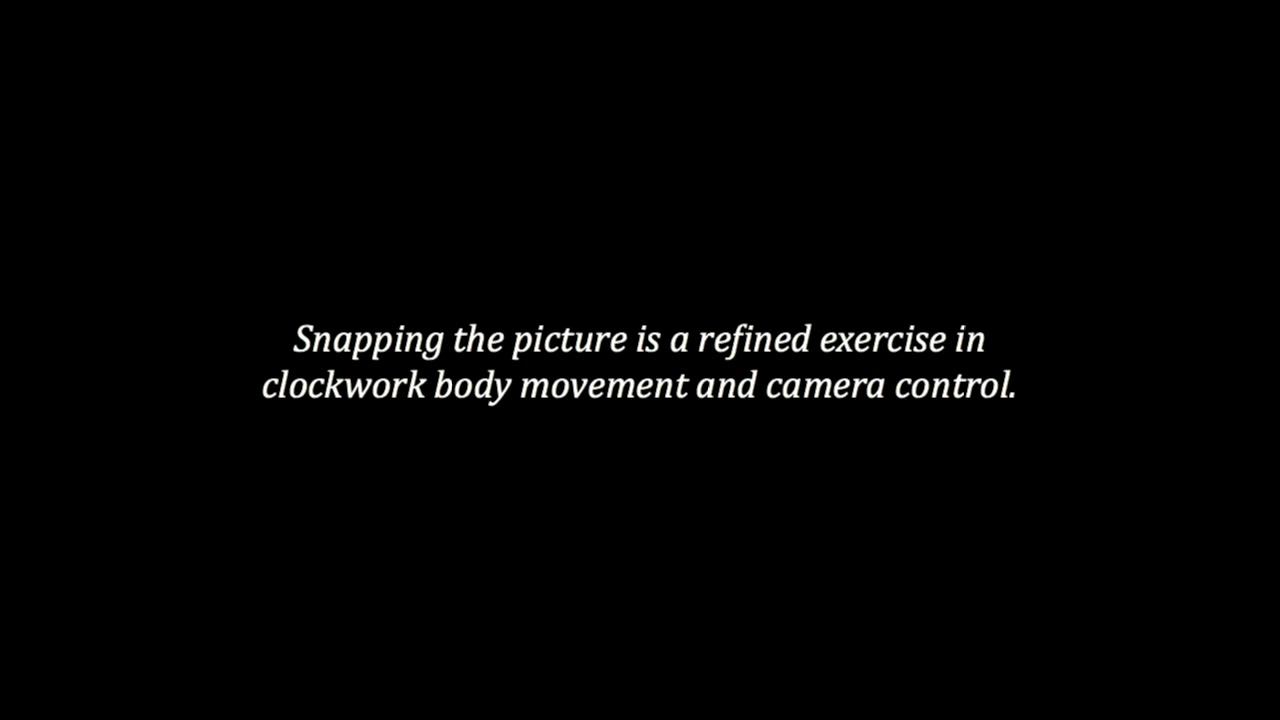 Snapping the picture is a refined exercise in
clockwork body movement and camera control.